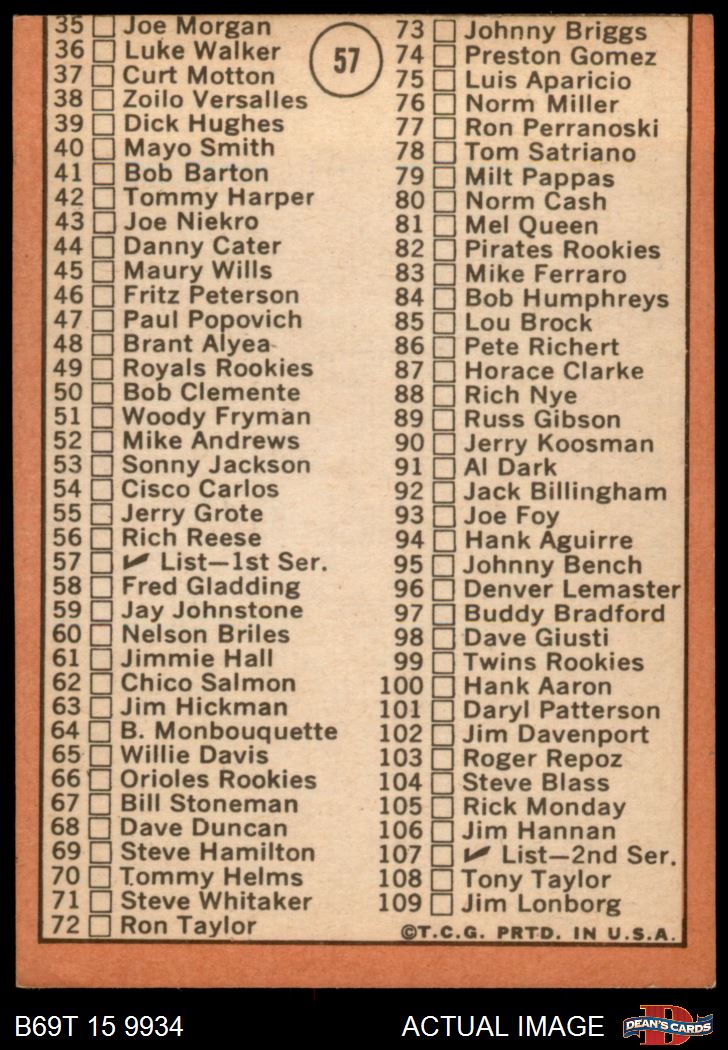 35 Joe Morgan
36 Luke Walker
37 Curt Motton
38 Zoilo Versalles
39 Dick Hughes
40 Mayo Smith
41 Bob Barton
42 Tommy Harper
43 Joe Niekro
44 Danny Cater
45 Maury Wills
46 Fritz Peterson
47 Paul Popovich
48 Brant Alyea
49 Royals Rookies
50 Bob Clemente
51 Woody Fryman
52 Mike Andrews
53 Sonny Jackson
54 Cisco Carlos
55 Jerry Grote
56 Rich Reese
57 ✔ List—1st Ser.
58 Fred Gladding
59 Jay Johnstone
60 Nelson Briles
61 Jimmie Hall
62 Chico Salmon
63 Jim Hickman
64 B. Monbouquette
65 Willie Davis
66 Orioles Rookies
67 Bill Stoneman
68 Dave Duncan
69 Steve Hamilton
70 Tommy Helms
71 Steve Whitaker
72 Ron Taylor
57
73 Johnny Briggs
74 Preston Gomez
75 Luis Aparicio
76 Norm Miller
77 Ron Perranoski
78 Tom Satriano
79 Milt Pappas
80 Norm Cash
81 Mel Queen
82 Pirates Rookies
83 Mike Ferraro
84 Bob Humphreys
85 Lou Brock
86 Pete Richert
87 Horace Clarke
88 Rich Nye
89 Russ Gibson
90 Jerry Koosman
91 Al Dark
92 Jack Billingham
93 Joe Foy
94 Hank Aguirre
95 Johnny Bench
96 Denver Lemaster
97 Buddy Bradford
98 Dave Giusti
99 Twins Rookies
100 Hank Aaron
101 Daryl Patterson
102 Jim Davenport
103 Roger Repoz
104 Steve Blass
105 Rick Monday
106 Jim Hannan
107 ✔ List—2nd Ser.
108 Tony Taylor
109 Jim Lonborg
©T.C.G. PRTD. IN U.S.A.
B69T 15 9934
ACTUAL IMAGE
D
DEAN'S CARDS